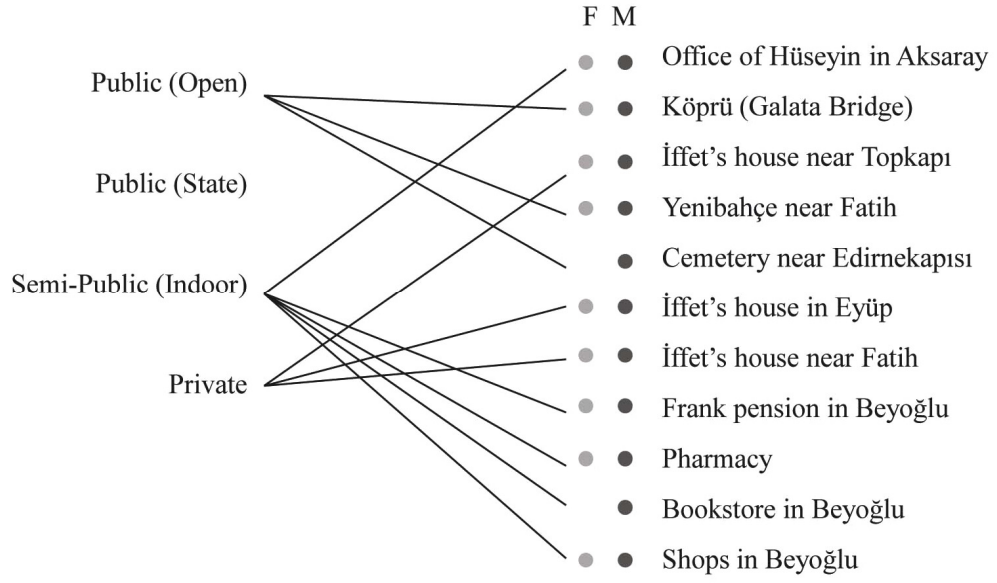 F M
Public (Open)
Public (State)
Semi-Public (Indoor)
Private
Office of Hüseyin in Aksaray
Köprü (Galata Bridge)
İffet’s house near Topkapı
Yenibahçe near Fatih
Cemetery near Edirnekapısı
İffet’s house in Eyüp
İffet’s house near Fatih
Frank pension in Beyoğlu
Pharmacy
Bookstore in Beyoğlu
Shops in Beyoğlu